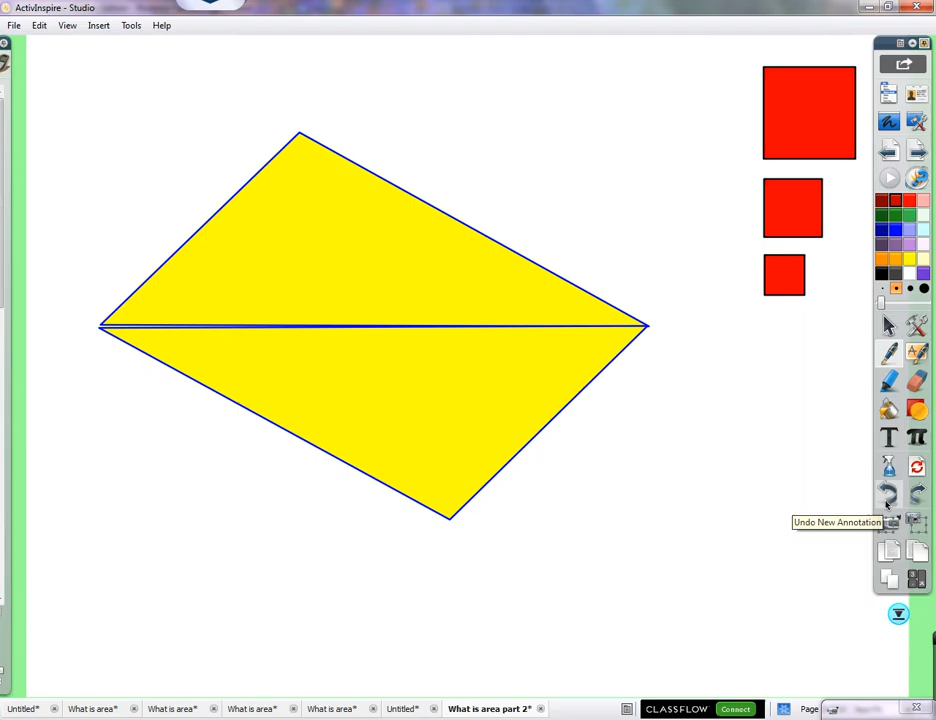 ActivInspire - Studio
File Edit View Insert Tools Help
T π
Undo New Annotation
Untitled* What is area* What is area* What is area* What is area* Untitled* What is area part 2* CLASSFLOW Connect Page